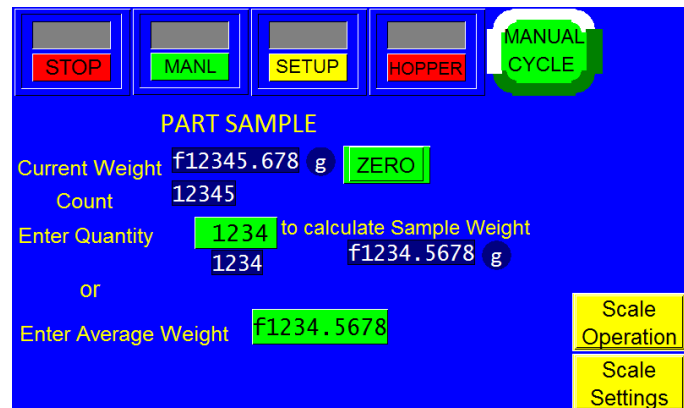 STOP MANL SETUP HOPPER MANUAL
CYCLE
PART SAMPLE
Current Weight f12345.678 g ZERO
Count 12345
Enter Quantity 1234 to calculate Sample Weight
1234 f1234.5678 g
or
Enter Average Weight f1234.5678
Scale
Operation
Scale
Settings